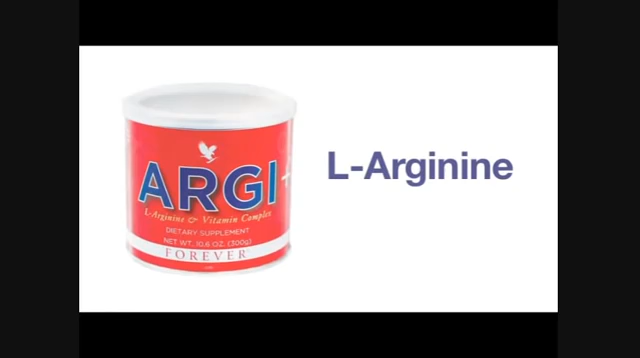 ARGI+
L-Arginine & Vitamin Complex
DIETARY SUPPLEMENT
NET WT. 10.6 OZ. (300g)
FOREVER
L-Arginine